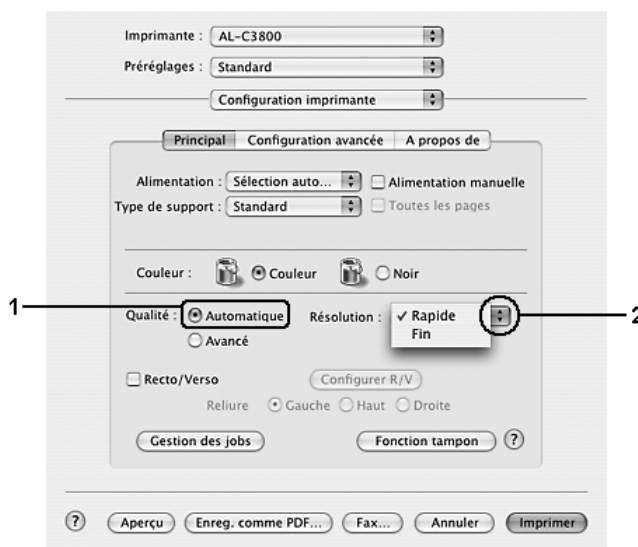 Imprimante : AL-C3800
Préréglages : Standard
Configuration imprimante
Principal Configuration avancée A propos de
Alimentation : Sélection auto... Alimentation manuelle
Type de support : Standard Toutes les pages
Couleur : Couleur Noir
1 Qualité : Automatique Résolution : ✓ Rapide 2
Avancé Fin
Recto/Verso Configurer R/V
Reliure Gauche Haut Droite
Gestion des jobs Fonction tampon ?
? Aperçu Enreg. comme PDF... Fax... Annuler Imprimer